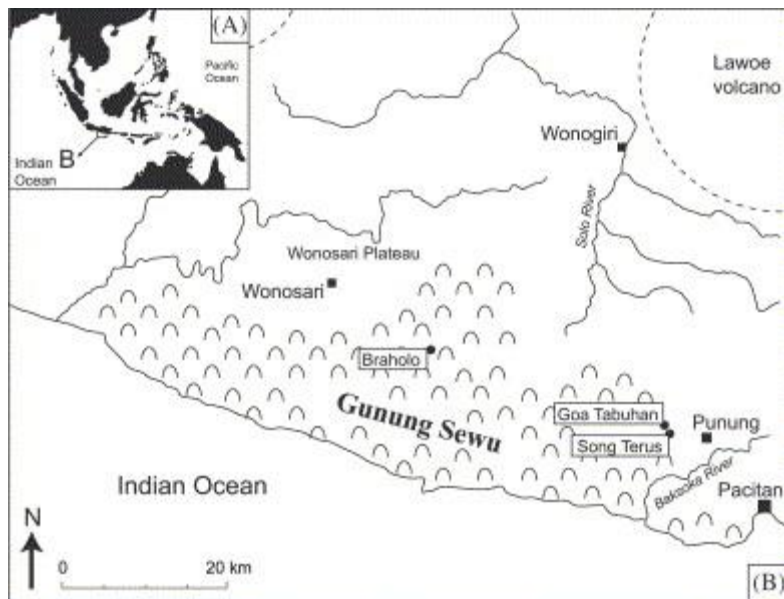 (A)
Pacific
Ocean
B
Indian
Ocean
Lawoe
volcano
Wonogiri
Solo River
Wonosari Plateau
Wonosari
Braholo
Gunung Sewu
Goa Tabuhan
Punung
Song Terus
Baksoka River
Pacitan
Indian Ocean
N
0
20 km
(B)